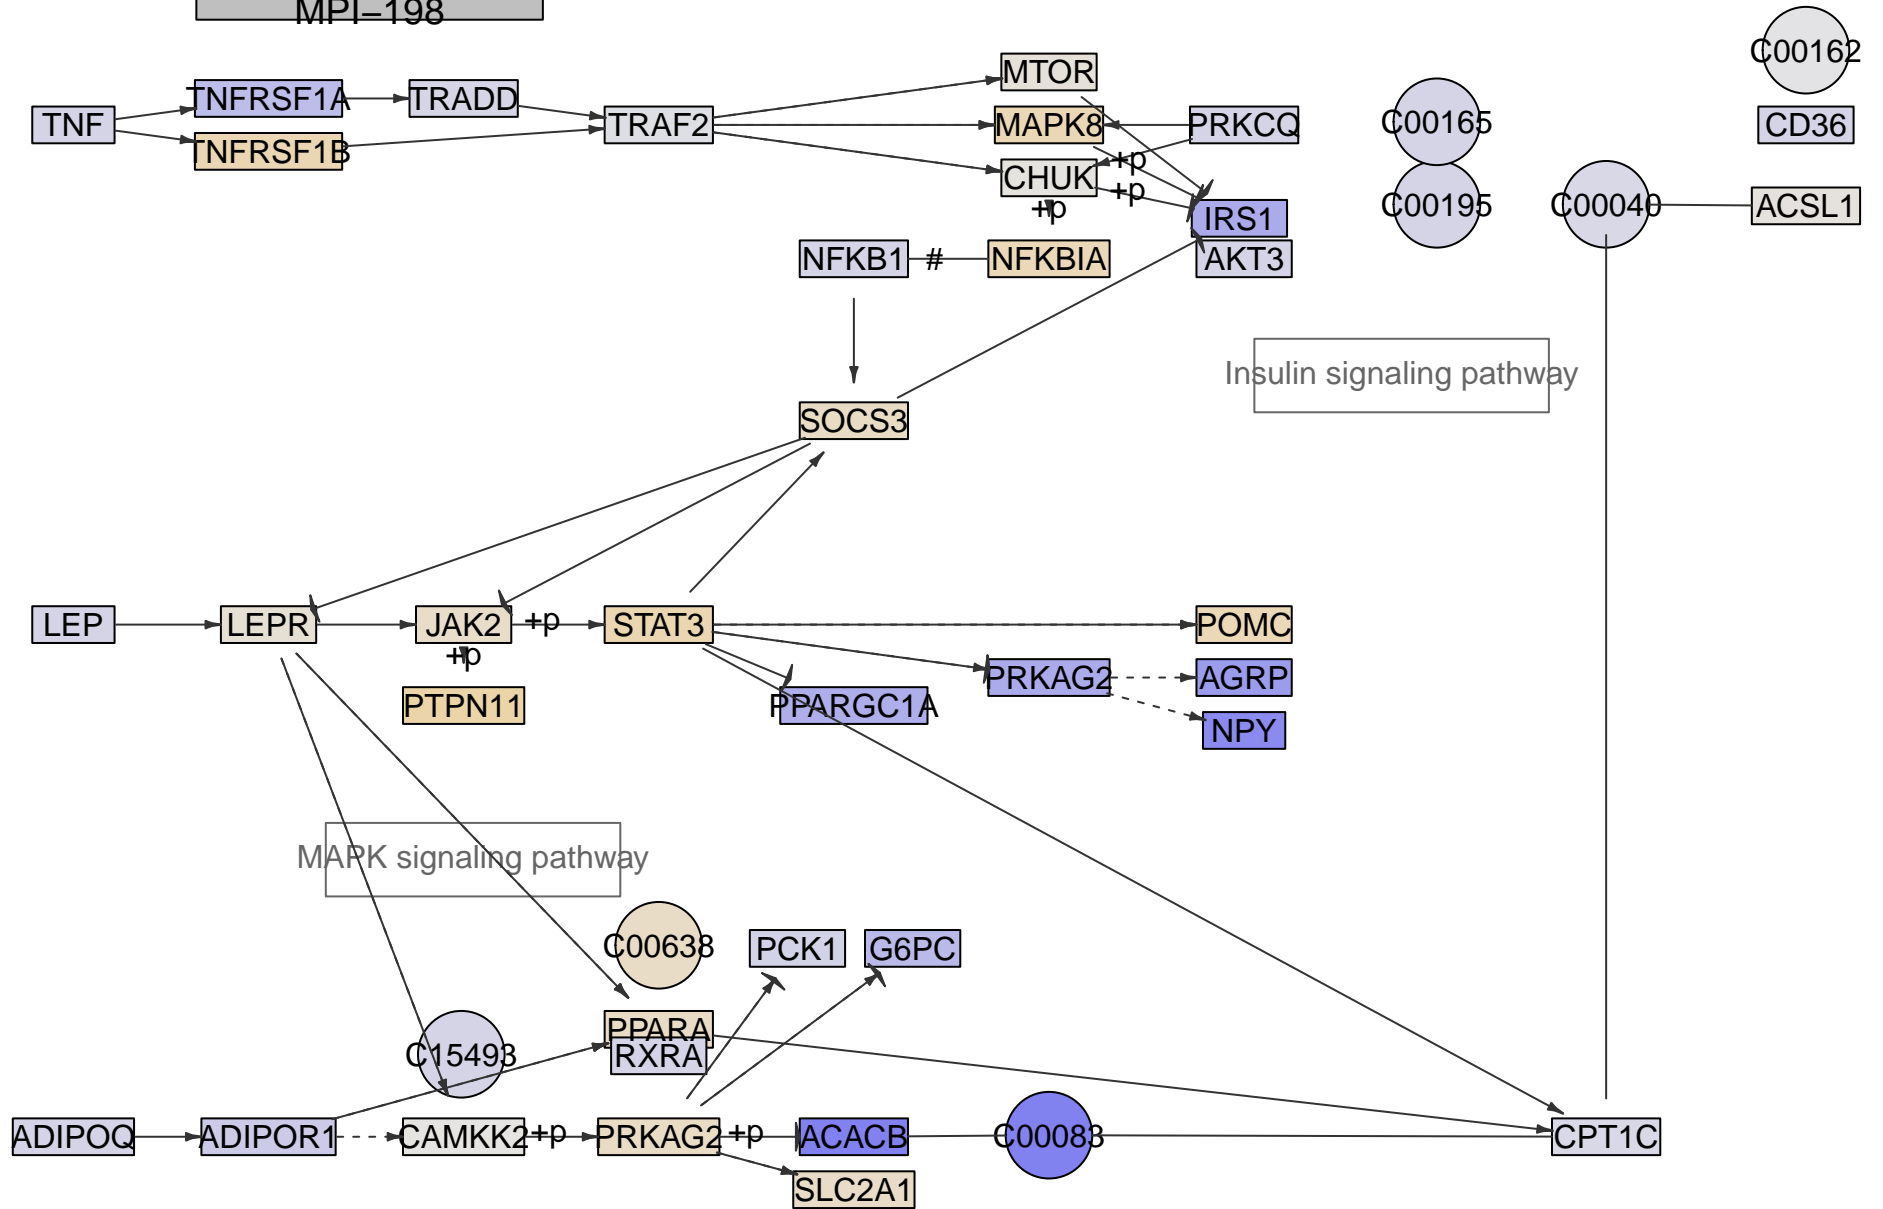 MPI–198
C00162
MTOR
TNFRSF1A
TRADD
TNF
TRAF2
MAPK8
PRKCQ
C00165
CD36
TNFRSF1B
+p
CHUK
+p
+p
IRS1
C00195
C00040
ACSL1
NFKB1
#
NFKBIA
AKT3
Insulin signaling pathway
SOCS3
LEP
LEPR
JAK2
+p
STAT3
POMC
+p
PRKAG2
AGRP
PTPN11
PPARGC1A
NPY
MAPK signaling pathway
C00638
PCK1
G6PC
PPARA
C15493
RXRA
ADIPOQ
ADIPOR1
CAMKK2
+p
PRKAG2
+p
ACACB
C00083
CPT1C
SLC2A1